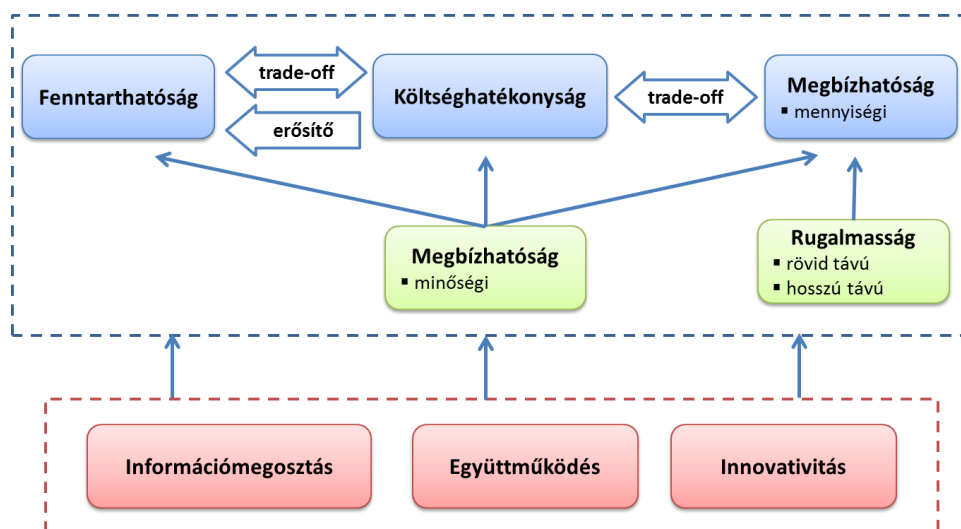 Fenntarthatóság
trade-off
erősítő
Költséghatékonyság
trade-off
Megbízhatóság
▪ mennyiségi
Megbízhatóság
▪ minőségi
Rugalmasság
▪ rövid távú
▪ hosszú távú
Információmegosztás
Együttműködés
Innovativitás